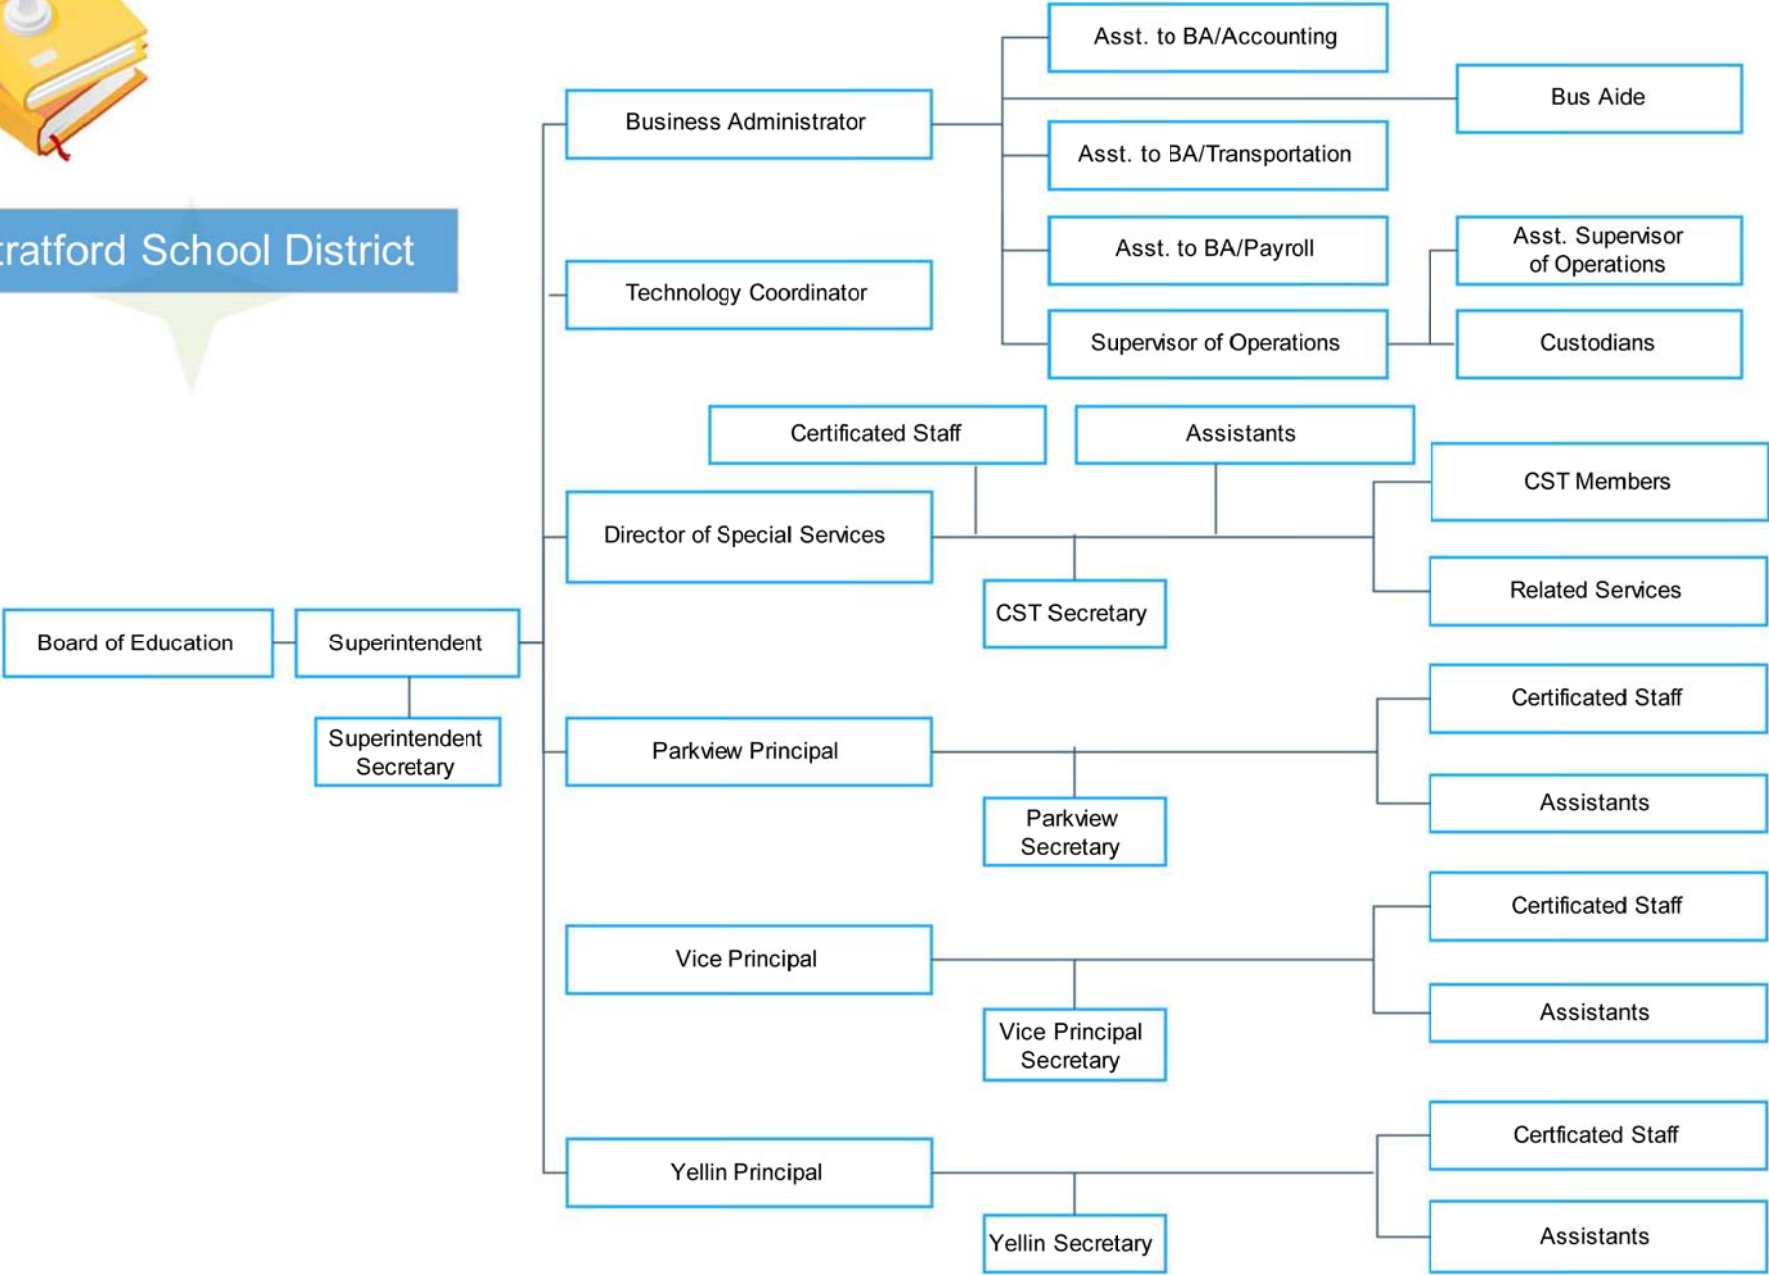 Asst. to BA/Accounting
Bus Aide
Business Administrator
Asst. to BA/Transportation
tratford School District
Asst. to BA/Payroll
Asst. Supervisor
of Operations
Technology Coordinator
Supervisor of Operations
Custodians
Certificated Staff
Assistants
CST Members
Director of Special Services
Related Services
CST Secretary
Board of Education
Superintendent
Superintendent
Secretary
Certificated Staff
Parkview Principal
Assistants
Parkview
Secretary
Certificated Staff
Vice Principal
Assistants
Vice Principal
Secretary
Certficated Staff
Yellin Principal
Assistants
Yellin Secretary